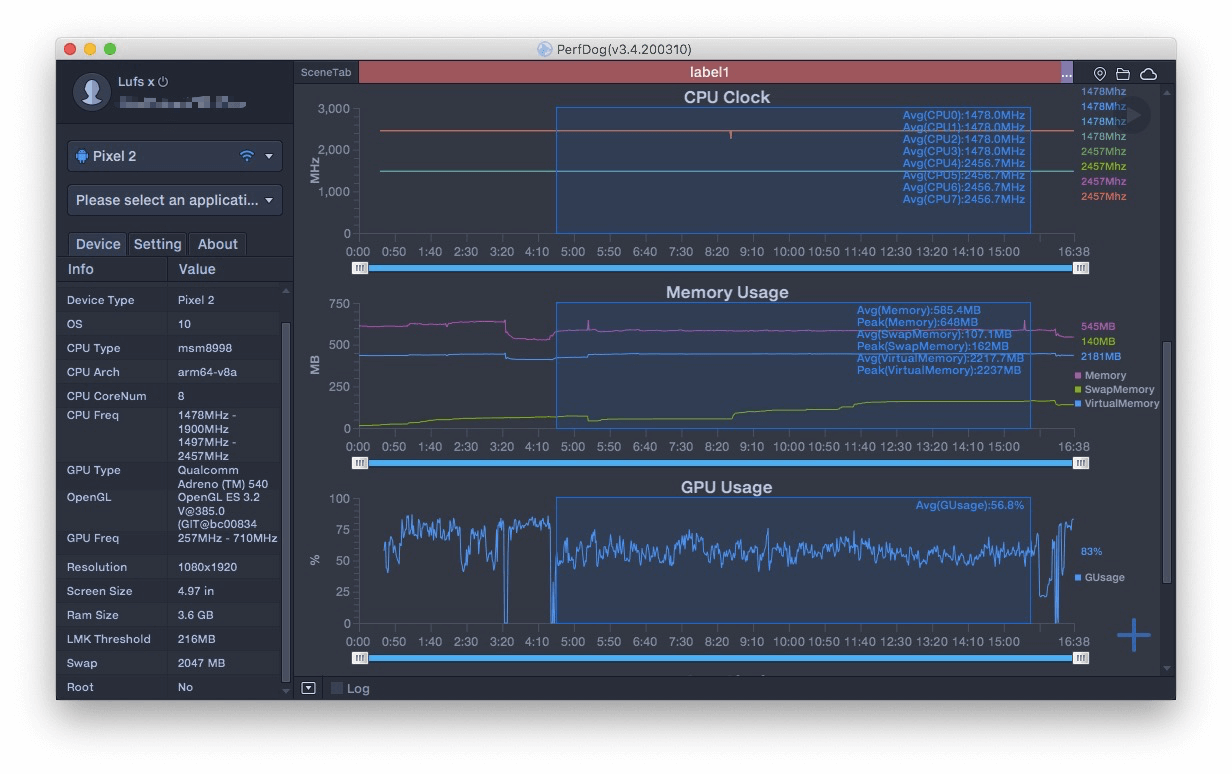 PerfDog(v3.4.200310)
Lufs x
Pixel 2
Please select an applicati...
Device Setting About
Info Value
Device Type Pixel 2
OS 10
CPU Type msm8998
CPU Arch arm64-v8a
CPU CoreNum 8
CPU Freq 1478MHz -
1900MHz
1497MHz -
2457MHz
GPU Type Qualcomm
Adreno (TM) 540
OpenGL OpenGL ES 3.2
V@385.0
(GIT@bc00834
GPU Freq 257MHz - 710MHz
Resolution 1080x1920
Screen Size 4.97 in
Ram Size 3.6 GB
LMK Threshold 216MB
Swap 2047 MB
Root No
SceneTab label1 ...
CPU Clock
3,000
2,000
1,000
0
MHz
Avg(CPU0):1478.0MHz
Avg(CPU1):1478.0MHz
Avg(CPU2):1478.0MHz
Avg(CPU3):1478.0MHz
Avg(CPU4):2456.7MHz
Avg(CPU5):2456.7MHz
Avg(CPU6):2456.7MHz
Avg(CPU7):2456.7MHz
1478Mhz
1478Mhz
1478Mhz
1478Mhz
2457Mhz
2457Mhz
2457Mhz
2457Mhz
0:00 0:50 1:40 2:30 3:20 4:10 5:00 5:50 6:40 7:30 8:20 9:10 10:00 10:50 11:40 12:30 13:20 14:10 15:00 16:38
Memory Usage
750
500
250
0
MB
Avg(Memory):585.4MB
Peak(Memory):648MB
Avg(SwapMemory):107.1MB
Peak(SwapMemory):162MB
Avg(VirtualMemory):2217.7MB
Peak(VirtualMemory):2237MB
545MB
140MB
2181MB
Memory
SwapMemory
VirtualMemory
0:00 0:50 1:40 2:30 3:20 4:10 5:00 5:50 6:40 7:30 8:20 9:10 10:00 10:50 11:40 12:30 13:20 14:10 15:00 16:38
GPU Usage
100
75
50
25
0
%
Avg(GUsage):56.8%
83%
GUsage
0:00 0:50 1:40 2:30 3:20 4:10 5:00 5:50 6:40 7:30 8:20 9:10 10:00 10:50 11:40 12:30 13:20 14:10 15:00 16:38
Log